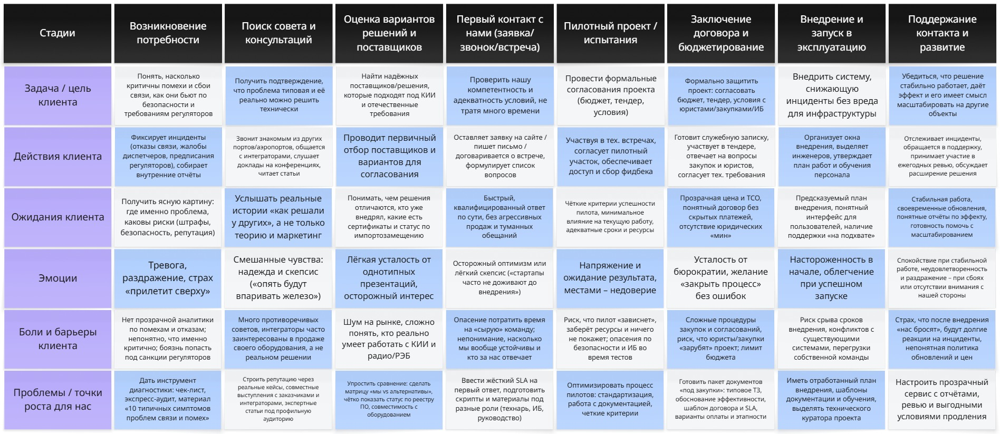 Стадии
Возникновение
потребности
Поиск совета и
консультаций
Оценка вариантов
решений и
поставщиков
Первый контакт с
нами (заявка/
звонок/встреча)
Пилотный проект /
испытания
Заключение
договора и
бюджетирование
Внедрение и
запуск в
эксплуатацию
Поддержание
контакта и
развитие
Задача / цель
клиента
Понять, насколько
критичны помехи и сбои
связи, как они бьют по
безопасности и
требованиям регуляторов
Получить подтверждение,
что проблема типовая и её
реально можно решить
технически
Найти надёжных
поставщиков/решения,
которые подходят под КИИ
и отечественные
требования
Проверить нашу
компетентность и
адекватность условий, не
тратя много времени
Провести формальные
согласования проекта
(бюджет, тендер,
условия)
Формально защитить
проект: согласовать
бюджет, тендер, условия с
юристами/закупками/ИБ
Внедрить систему,
снижающую
инциденты без вреда
для инфраструктуры
Убедиться, что решение
стабильно работает, даёт
эффект и его имеет смысл
масштабировать на другие
объекты
Действия клиента
Фиксирует инциденты
(отказы связи, жалобы
диспетчеров, предписания
регуляторов), собирает
внутренние отчёты
Звонит знакомым из других
портов/аэропортов, общается
с интеграторами, слушает
доклады на конференциях,
читает статьи
Проводит первичный
отбор поставщиков и
вариантов для
согласования
Оставляет заявку на сайте /
пишет письмо /
договаривается о встрече,
формулирует список
вопросов
Участвуя в тех. встречах,
согласует пилотный
участок, обеспечивает
доступ и сбор фидбека
Готовит служебную записку,
участвует в тендере,
отвечает на вопросы
закупок и юристов,
согласует тех. требования
Организует окна
внедрения, выделяет
инженеров, утверждает
план работ и обучения
персонала
Отслеживает инциденты,
обращается в поддержку,
принимает участие в
ежегодных ревью, обсуждает
расширение решения
Ожидания клиента
Получить ясную картину:
где именно проблема,
каковы риски (штрафы,
безопасность, репутация)
Услышать реальные
истории «как решали
у других», а не только
теорию и маркетинг
Понимать, чем решения
отличаются, кто уже
внедрял, какие есть
сертификаты и статус по
импортозамещению
Быстрый,
квалифицированный ответ
по сути, без агрессивных
продаж и туманных
обещаний
Чёткие критерии успешности
пилота, минимальное
влияние на текущую работу,
адекватные сроки и ресурсы
Прозрачная цена и TCO,
понятный договор без
скрытых платежей,
отсутствие юридических
«мин»
Предсказуемый план
внедрения, понятный
интерфейс для
пользователей, наличие
поддержки «на подхвате»
Стабильная работа,
своевременные обновления,
понятные отчёты по эффекту,
готовность помочь с
масштабированием
Эмоции
Тревога,
раздражение, страх
«прилетит сверху»
Смешанные чувства:
надежда и скепсис
(«опять будут
впаривать железо»)
Лёгкая усталость от
однотипных
презентаций,
осторожный интерес
Осторожный оптимизм или
лёгкий скепсис («стартапы
часто не доживают до
внедрения»)
Напряжение и
ожидание результата,
местами – недоверие
Усталость от
бюрократии, желание
«закрыть процесс»
без ошибок
Настороженность в
начале, облегчение
при успешном
запуске
Спокойствие при стабильной
работе, неудовлетворенность
и раздражение – при сбоях
или отсутствии внимания с
нашей стороны
Боли и барьеры
клиента
Нет прозрачной аналитики
по помехам и отказам;
непонятно, что именно
критично; боязнь попасть
под санкции регуляторов
Много противоречивых
советов, интеграторы часто
заинтересованы в продаже
своего оборудования, а не
реальном решении
Шум на рынке, сложно
понять, кто реально
умеет работать с КИИ и
радио/РЭБ
Опасение потратить время
на «сырую» команду;
непонимание, насколько
мы вообще устойчивы и
кто за нас отвечает
Риск, что пилот «зависнет»,
заберёт ресурсы и ничего
не покажет; опасения по
безопасности и ИБ во
время тестов
Сложные процедуры
закупок и согласований,
риск, что юристы/закупки
«зарубят» проект; лимит
бюджета
Риск срыва сроков
внедрения, конфликтов с
существующими
системами, перегрузки
собственной команды
Страх, что после внедрения
«нас бросят», будут долгие
реакции на инциденты,
непонятная политика
обновлений и цен
Проблемы / точки
роста для нас
Дать инструмент
диагностики: чек-лист,
экспресс-аудит, материал
«10 типичных симптомов
проблем связи и помех»
Строить репутацию через
реальные кейсы, совместные
выступления с заказчиками и
интеграторами, экспертные
статьи под профильную
аудиторию
Упростить сравнение: сделать
матрицу «мы vs альтернативы»,
чётко показать статус по реестру
ПО, совместимость с
оборудованием
Ввести жёсткий SLA на
первый ответ, подготовить
скрипты и материалы под
разные роли (технарь, ИБ,
руководство)
Оптимизировать процесс
пилотов: стандартизация,
работа с документацией,
четкие критерии
Готовить пакет документов
«под закупки»: типовое ТЗ,
обоснование эффективности,
шаблон договора и SLA,
варианты оплаты и этапности
Иметь отработанный план
внедрения, шаблоны
документации и обучения,
выделять технического
куратора проекта
Настроить прозрачный
сервис с отчётами,
ревью и выгодными
условиями продления